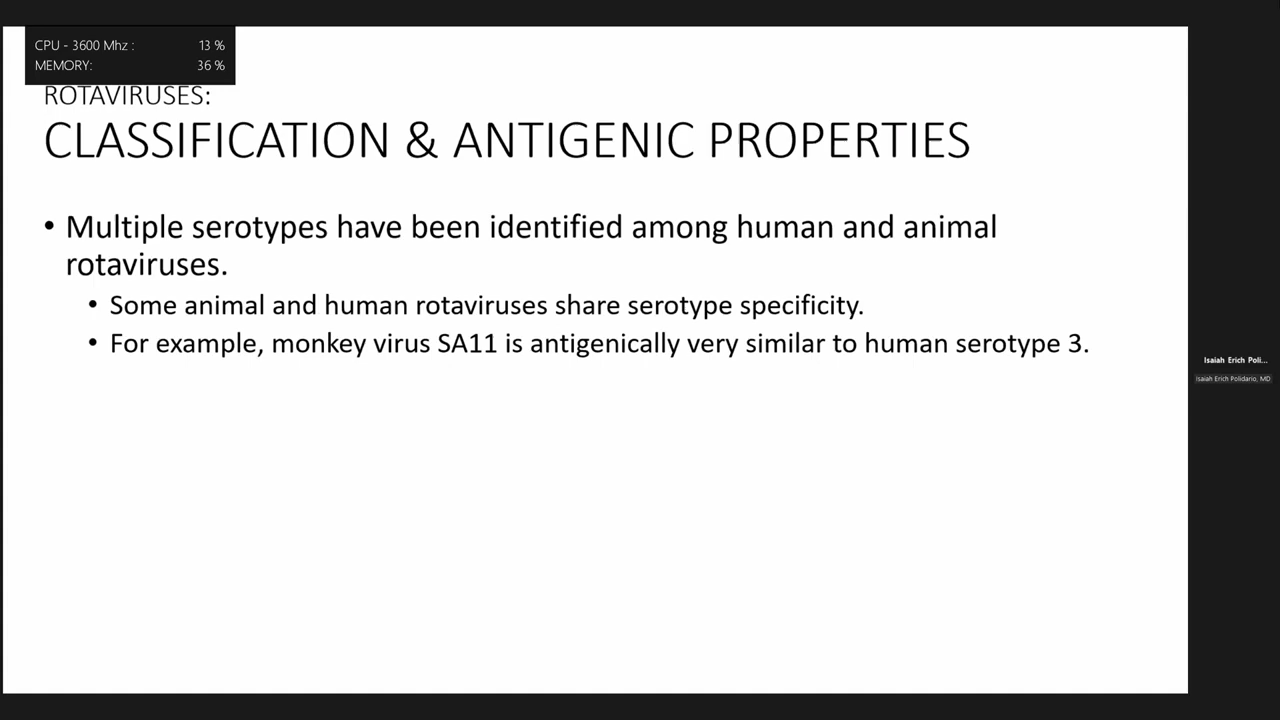 CPU - 3600 Mhz : 13 %
MEMORY: 36 %
ROTAVIRUSES:
CLASSIFICATION & ANTIGENIC PROPERTIES
• Multiple serotypes have been identified among human and animal
rotaviruses.
• Some animal and human rotaviruses share serotype specificity.
• For example, monkey virus SA11 is antigenically very similar to human serotype 3.
Isaiah Erich Poli...
Isaiah Erich Polidario, MD